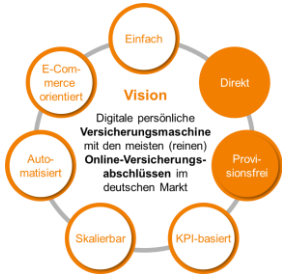 Einfach
E-Com-
merce
orientiert
Direkt
Vision
Digitale persönliche
Versicherungsmaschine
mit den meisten (reinen)
Online-Versicherungs-
abschlüssen im
deutschen Markt
Auto-
matisiert
Provi-
sionsfrei
Skalierbar
KPI-basiert